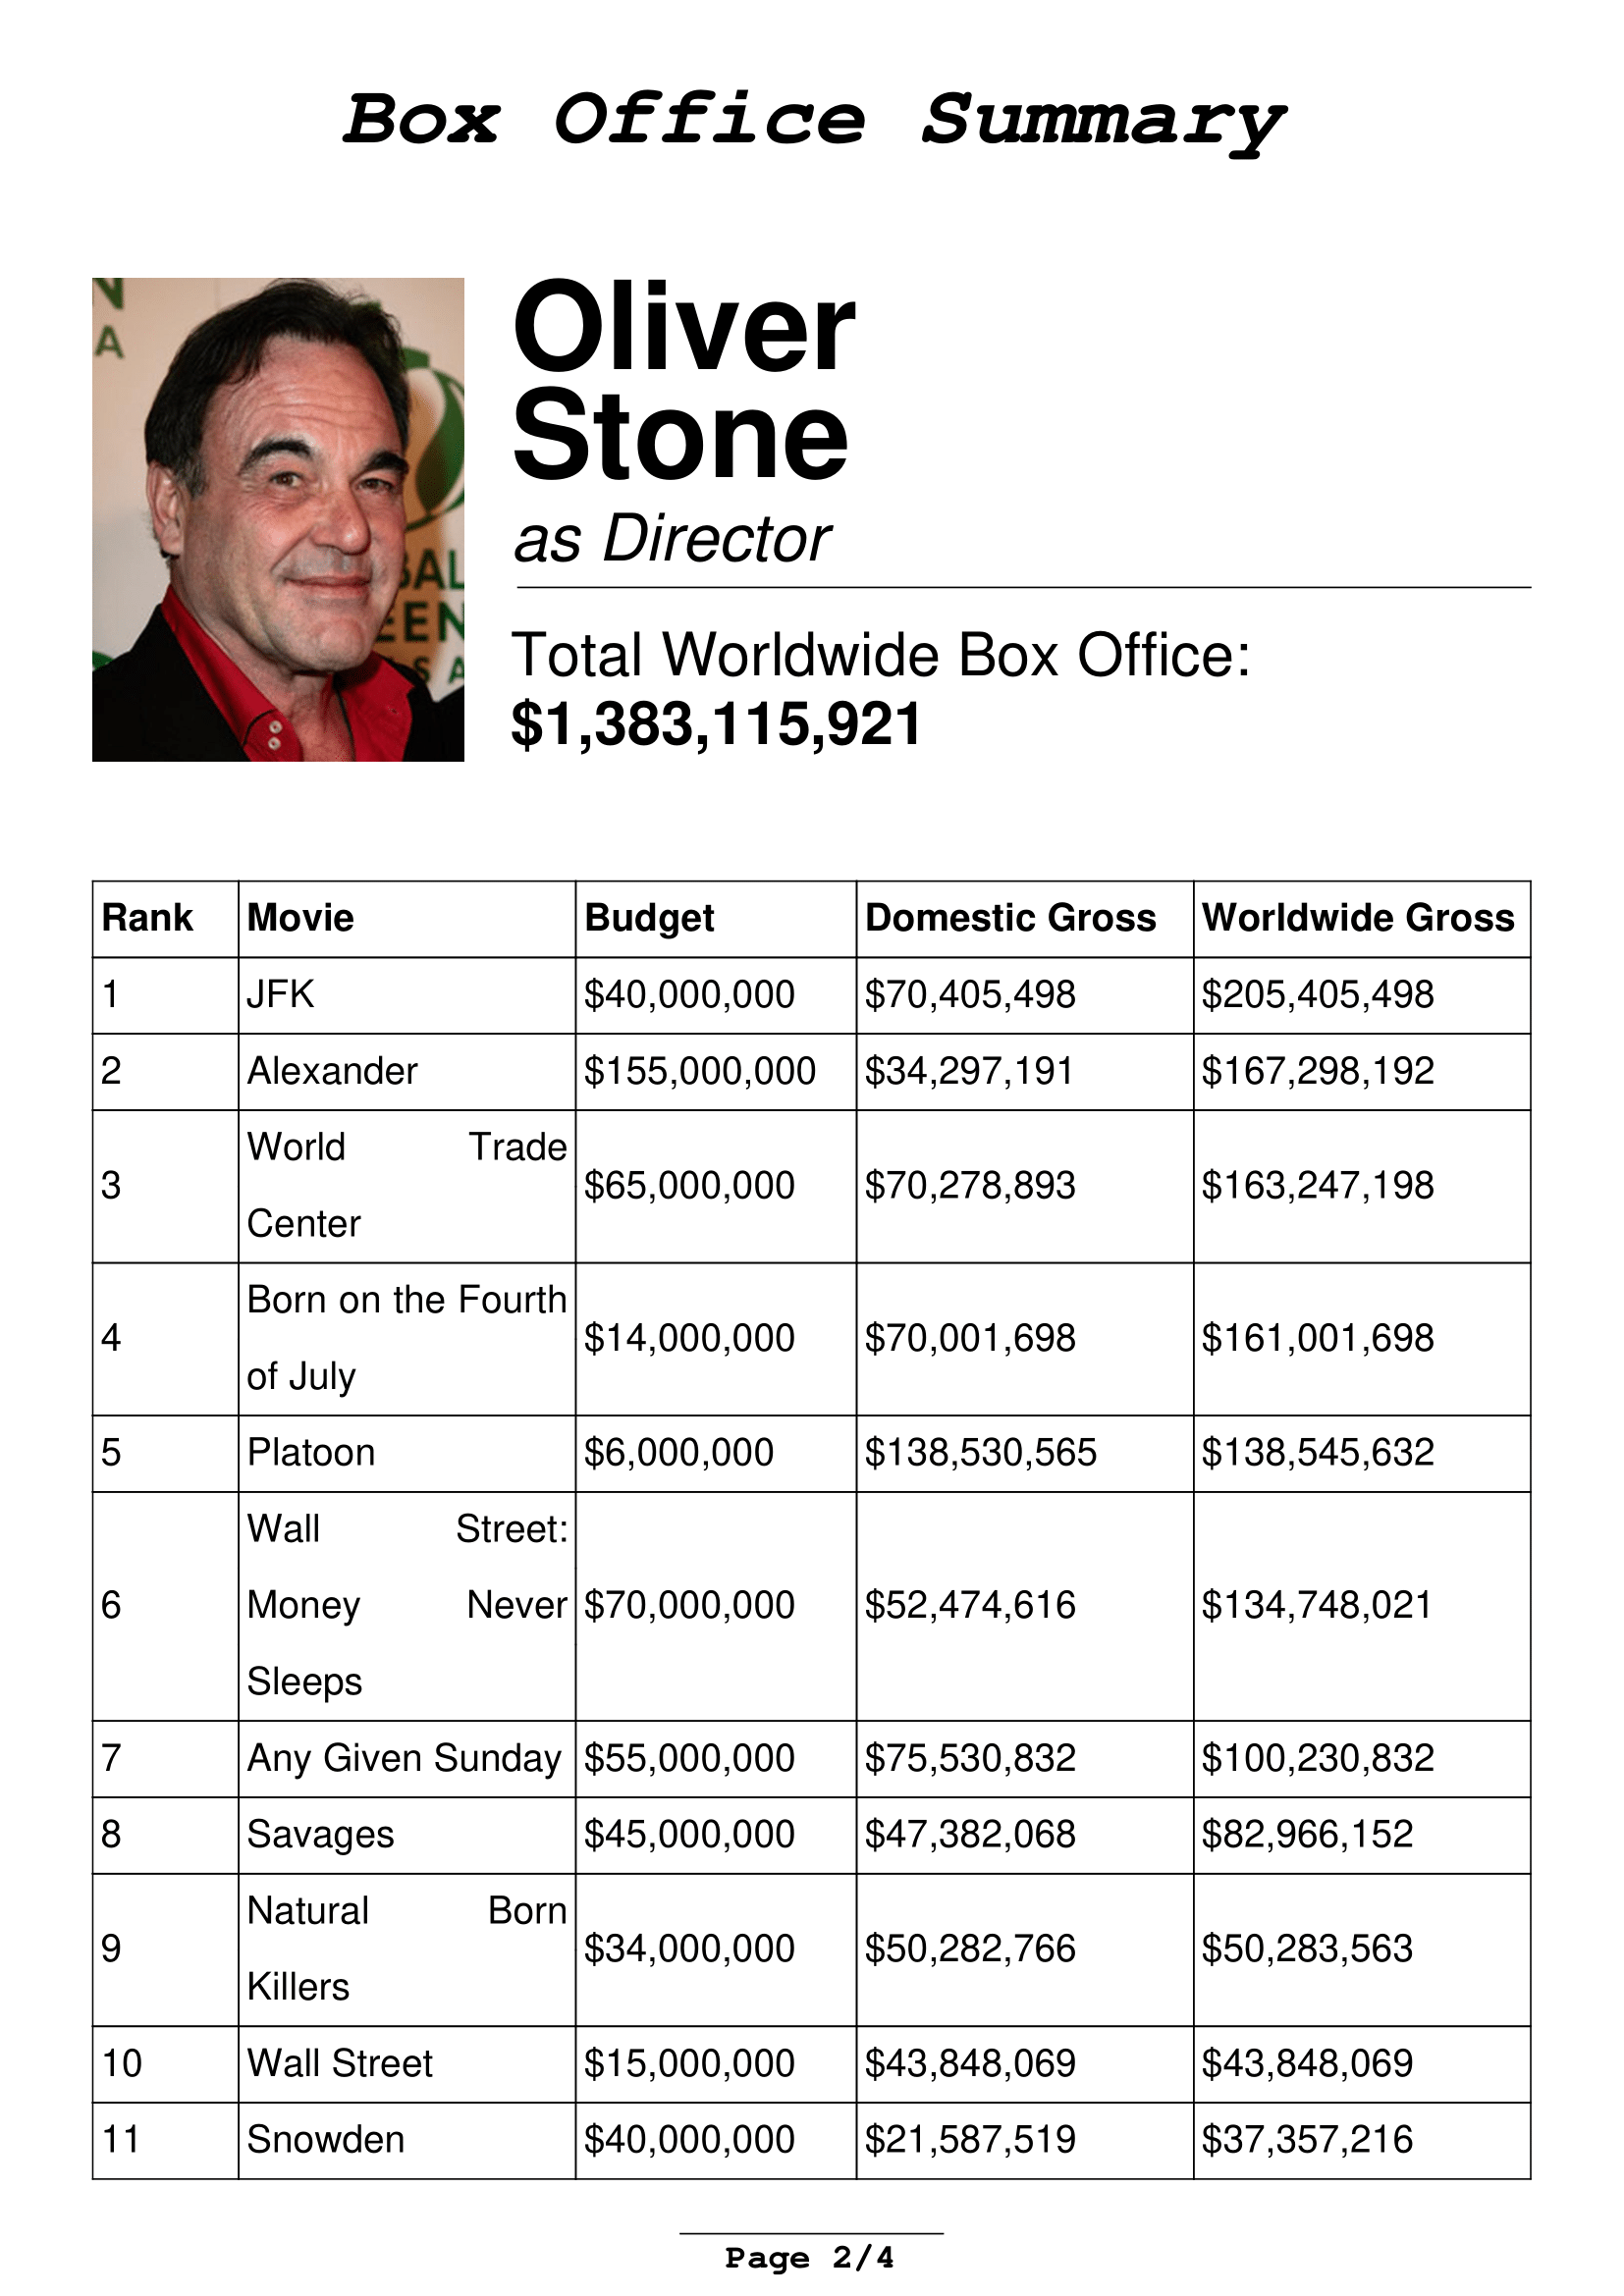 Box Office Summary
N
A
BAL
EEN
S A
Oliver
Stone
as Director
Total Worldwide Box Office:
$1,383,115,921
Rank Movie Budget Domestic Gross Worldwide Gross
1 JFK $40,000,000 $70,405,498 $205,405,498
2 Alexander $155,000,000 $34,297,191 $167,298,192
World Trade
3 $65,000,000 $70,278,893 $163,247,198
Center
Born on the Fourth
4 $14,000,000 $70,001,698 $161,001,698
of July
5 Platoon $6,000,000 $138,530,565 $138,545,632
Wall Street:
6 Money Never $70,000,000 $52,474,616 $134,748,021
Sleeps
7 Any Given Sunday $55,000,000 $75,530,832 $100,230,832
8 Savages $45,000,000 $47,382,068 $82,966,152
Natural Born
9 $34,000,000 $50,282,766 $50,283,563
Killers
10 Wall Street $15,000,000 $43,848,069 $43,848,069
11 Snowden $40,000,000 $21,587,519 $37,357,216
Page 2/4